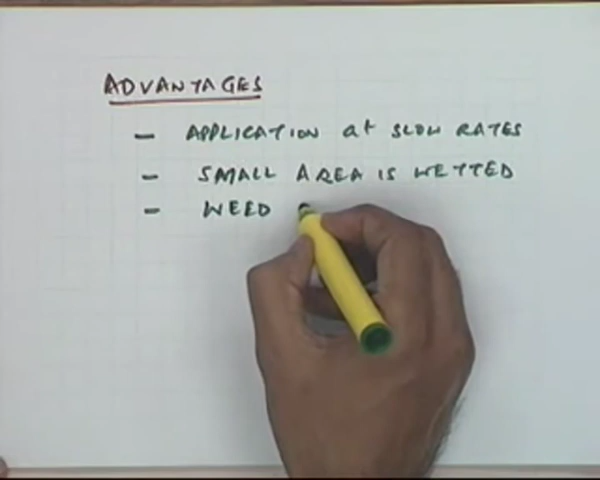 ADVANTAGES
- APPLICATION at SLOW RATES
- SMALL AREA IS WETTED
- WEED